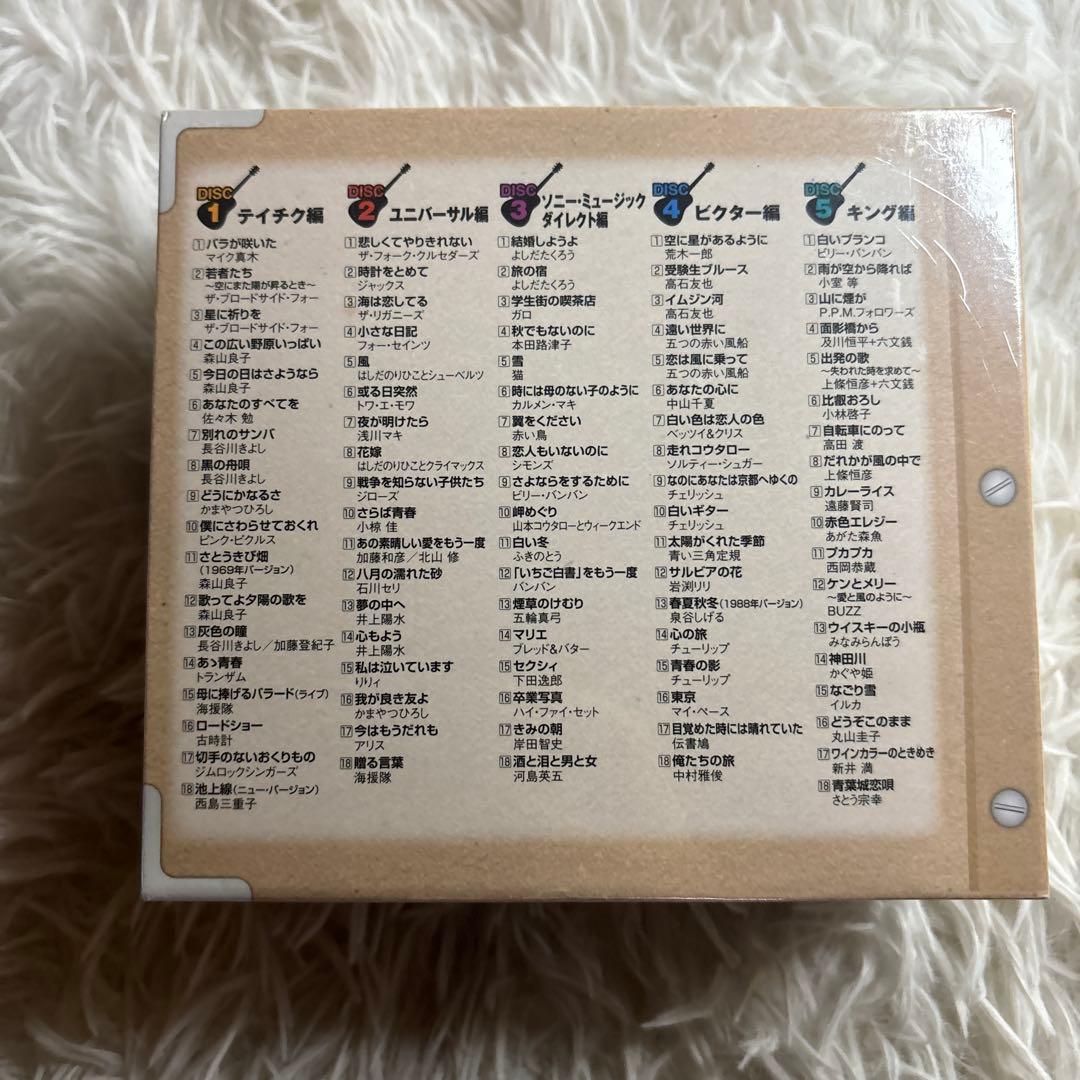 DISC 1 テイチク編
1 バラが咲いた
マイク真木
2 若者たち
〜空にまた陽が昇るとき〜
ザ・ブロードサイド・フォー
3 星に祈りを
ザ・ブロードサイド・フォー
4 この広い野原いっぱい
森山良子
5 今日の日はさようなら
森山良子
6 あなたのすべてを
佐々木 勉
7 別れのサンバ
長谷川きよし
8 黒の舟唄
長谷川きよし
9 どうにかなるさ
かまやつひろし
10 僕にさわらせておくれ
ピンク・ピクルス
11 さとうきび畑
(1969年バージョン)
森山良子
12 歌ってよ夕陽の歌を
森山良子
13 灰色の瞳
長谷川きよし/加藤登紀子
14 あゝ青春
トランザム
15 母に捧げるバラード(ライブ)
海援隊
16 ロードショー
古時計
17 切手のないおくりもの
ジムロックシンガーズ
18 池上線(ニュー・バージョン)
西島三重子
DISC 2 ユニバーサル編
1 悲しくてやりきれない
ザ・フォーク・クルセダーズ
2 時計をとめて
ジャックス
3 海は恋してる
ザ・リガニーズ
4 小さな日記
フォー・セインツ
5 風
はしだのりひことシューベルツ
6 或る日突然
トワ・エ・モワ
7 夜が明けたら
浅川マキ
8 花嫁
はしだのりひことクライマックス
9 戦争を知らない子供たち
ジローズ
10 さらば青春
小椋 佳
11 あの素晴しい愛をもう一度
加藤和彦/北山 修
12 八月の濡れた砂
石川セリ
13 夢の中へ
井上陽水
14 心もよう
井上陽水
15 私は泣いています
りりィ
16 我が良き友よ
かまやつひろし
17 今はもうだれも
アリス
18 贈る言葉
海援隊
DISC 3 ソニー・ミュージック
ダイレクト編
1 結婚しようよ
よしだたくろう
2 旅の宿
よしだたくろう
3 学生街の喫茶店
ガロ
4 秋でもないのに
本田路津子
5 雪
猫
6 時には母のない子のように
カルメン・マキ
7 翼をください
赤い鳥
8 恋人もいないのに
シモンズ
9 さよならをするために
ビリー・バンバン
10 岬めぐり
山本コウタローとウィークエンド
11 白い冬
ふきのとう
12 「いちご白書」をもう一度
バンバン
13 煙草のけむり
五輪真弓
14 マリエ
ブレッド&バター
15 セクシィ
下田逸郎
16 卒業写真
ハイ・ファイ・セット
17 きみの朝
岸田智史
18 酒と泪と男と女
河島英五
DISC 4 ビクター編
1 空に星があるように
荒木一郎
2 受験生ブルース
高石友也
3 イムジン河
高石友也
4 遠い世界に
五つの赤い風船
5 恋は風に乗って
五つの赤い風船
6 あなたの心に
中山千夏
7 白い色は恋人の色
ベッツイ&クリス
8 走れコウタロー
ソルティー・シュガー
9 なのにあなたは京都へゆくの
チェリッシュ
10 白いギター
チェリッシュ
11 太陽がくれた季節
青い三角定規
12 サルビアの花
岩渕リリ
13 春夏秋冬(1988年バージョン)
泉谷しげる
14 心の旅
チューリップ
15 青春の影
チューリップ
16 東京
マイ・ペース
17 目覚めた時には晴れていた
伝書鳩
18 俺たちの旅
中村雅俊
DISC 5 キング編
1 白いブランコ
ビリー・バンバン
2 雨が空から降れば
小室 等
3 山に煙が
P.P.M.フォロワーズ
4 面影橋から
及川恒平+六文銭
5 出発の歌
〜失われた時を求めて〜
上條恒彦+六文銭
6 比叡おろし
小林啓子
7 自転車にのって
高田 渡
8 だれかが風の中で
上條恒彦
9 カレーライス
遠藤賢司
10 赤色エレジー
あがた森魚
11 プカプカ
西岡恭蔵
12 ケンとメリー
〜愛と風のように〜
BUZZ
13 ウイスキーの小瓶
みなみらんぼう
14 神田川
かぐや姫
15 なごり雪
イルカ
16 どうぞこのまま
丸山圭子
17 ワインカラーのときめき
新井 満
18 青葉城恋唄
さとう宗幸